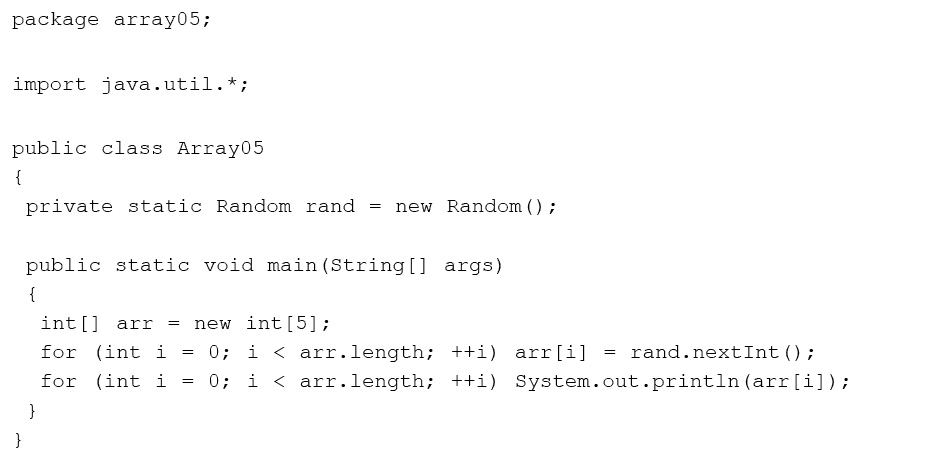 package array05;
import java.util.*;
public class Array05
{
private static Random rand = new Random();
public static void main(String[] args)
{
int[] arr = new int[5];
for (int i = 0; i < arr.length; ++i) arr[i] = rand.nextInt();
for (int i = 0; i < arr.length; ++i) System.out.println(arr[i]);
}
}